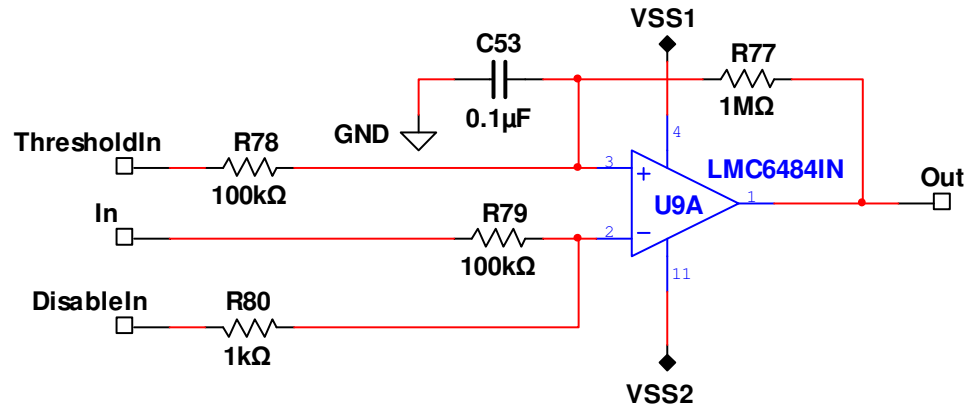 VSS1
C53
R77
0.1µF
1MΩ
GND
4
ThresholdIn
R78
100kΩ
3
+
LMC6484IN
U9A
1
Out
In
R79
100kΩ
2
−
11
DisableIn
R80
1kΩ
VSS2